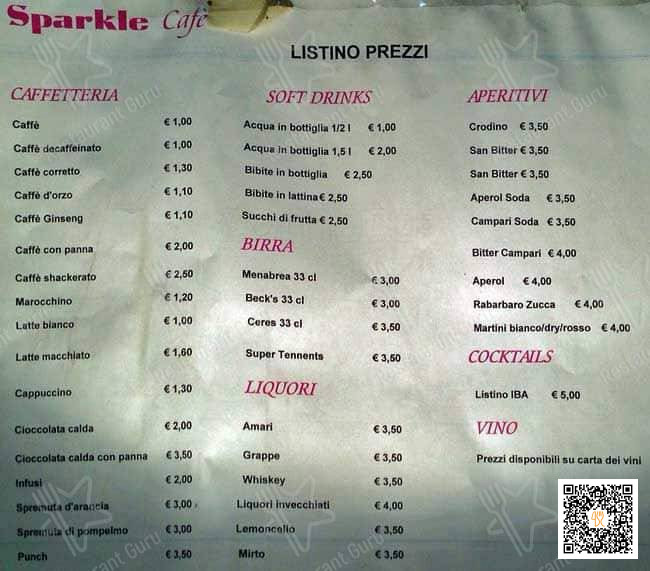 Sparkle Cafè
LISTINO PREZZI
CAFFETTERIA
Caffè € 1,00
Caffè decaffeinato € 1,00
Caffè corretto € 1,30
Caffè d'orzo € 1,10
Caffè Ginseng € 1,10
Caffè con panna € 2,00
Caffè shackerato € 2,50
Marocchino € 1,20
Latte bianco € 1,00
Latte macchiato € 1,60
Cappuccino € 1,30
Cioccolata calda € 2,00
Cioccolata calda con panna € 3,50
Infusi € 2,00
Spremuta d'arancia € 3,00
Spremuta di pompelmo € 3,00
Punch € 3,50
SOFT DRINKS
Acqua in bottiglia 1/2 l € 1,00
Acqua in bottiglia 1,5 l € 2,00
Bibite in bottiglia € 2,50
Bibite in lattina € 2,50
Succhi di frutta € 2,50
BIRRA
Menabrea 33 cl € 3,00
Beck's 33 cl € 3,00
Ceres 33 cl € 3,50
Super Tennents € 3,50
LIQUORI
Amari € 3,50
Grappe € 3,50
Whiskey € 3,50
Liquori invecchiati € 4,00
Lemoncello € 3,50
Mirto € 3,50
APERITIVI
Crodino € 3,50
San Bitter € 3,50
San Bitter € 3,50
Aperol Soda € 3,50
Campari Soda € 3,50
Bitter Campari € 4,00
Aperol € 4,00
Rabarbaro Zucca € 4,00
Martini bianco/dry/rosso € 4,00
COCKTAILS
Listino IBA € 5,00
VINO
Prezzi disponibili su carta dei vini
Restaurant Guru